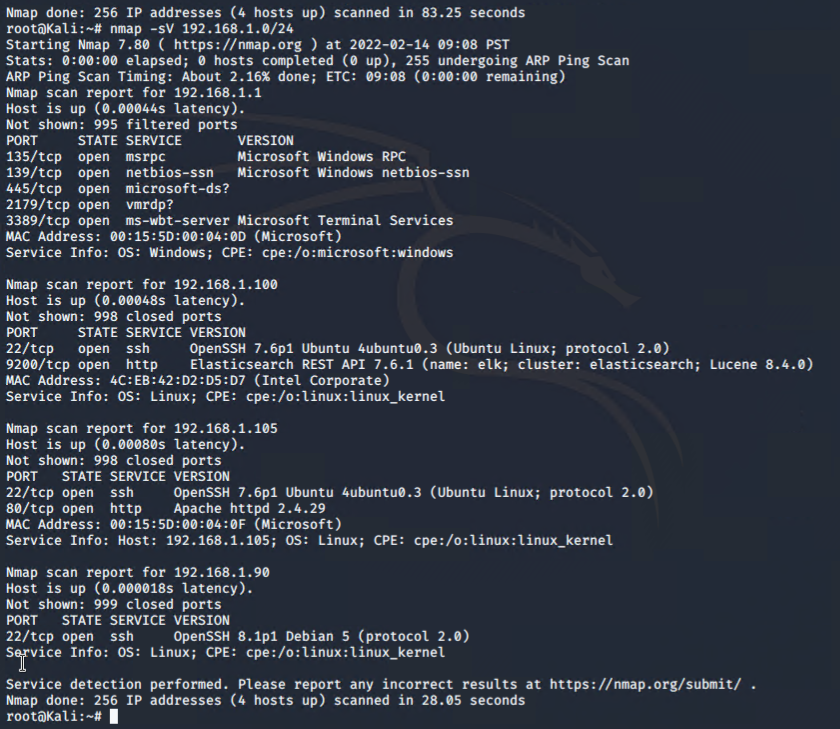 Nmap done: 256 IP addresses (4 hosts up) scanned in 83.25 seconds
root@Kali:~# nmap -sV 192.168.1.0/24
Starting Nmap 7.80 ( https://nmap.org ) at 2022-02-14 09:08 PST
Stats: 0:00:00 elapsed; 0 hosts completed (0 up), 255 undergoing ARP Ping Scan
ARP Ping Scan Timing: About 2.16% done; ETC: 09:08 (0:00:00 remaining)
Nmap scan report for 192.168.1.1
Host is up (0.00044s latency).
Not shown: 995 filtered ports
PORT     STATE SERVICE       VERSION
135/tcp  open  msrpc         Microsoft Windows RPC
139/tcp  open  netbios-ssn   Microsoft Windows netbios-ssn
445/tcp  open  microsoft-ds?
2179/tcp open  vmrdp?
3389/tcp open  ms-wbt-server Microsoft Terminal Services
MAC Address: 00:15:5D:00:04:0D (Microsoft)
Service Info: OS: Windows; CPE: cpe:/o:microsoft:windows

Nmap scan report for 192.168.1.100
Host is up (0.00048s latency).
Not shown: 998 closed ports
PORT     STATE SERVICE VERSION
22/tcp   open  ssh     OpenSSH 7.6p1 Ubuntu 4ubuntu0.3 (Ubuntu Linux; protocol 2.0)
9200/tcp open  http    Elasticsearch REST API 7.6.1 (name: elk; cluster: elasticsearch; Lucene 8.4.0)
MAC Address: 4C:EB:42:D2:D5:D7 (Intel Corporate)
Service Info: OS: Linux; CPE: cpe:/o:linux:linux_kernel

Nmap scan report for 192.168.1.105
Host is up (0.00080s latency).
Not shown: 998 closed ports
PORT   STATE SERVICE VERSION
22/tcp open  ssh     OpenSSH 7.6p1 Ubuntu 4ubuntu0.3 (Ubuntu Linux; protocol 2.0)
80/tcp open  http    Apache httpd 2.4.29
MAC Address: 00:15:5D:00:04:0F (Microsoft)
Service Info: Host: 192.168.1.105; OS: Linux; CPE: cpe:/o:linux:linux_kernel

Nmap scan report for 192.168.1.90
Host is up (0.000018s latency).
Not shown: 999 closed ports
PORT   STATE SERVICE VERSION
22/tcp open  ssh     OpenSSH 8.1p1 Debian 5 (protocol 2.0)
Service Info: OS: Linux; CPE: cpe:/o:linux:linux_kernel

Service detection performed. Please report any incorrect results at https://nmap.org/submit/ .
Nmap done: 256 IP addresses (4 hosts up) scanned in 28.05 seconds
root@Kali:~#